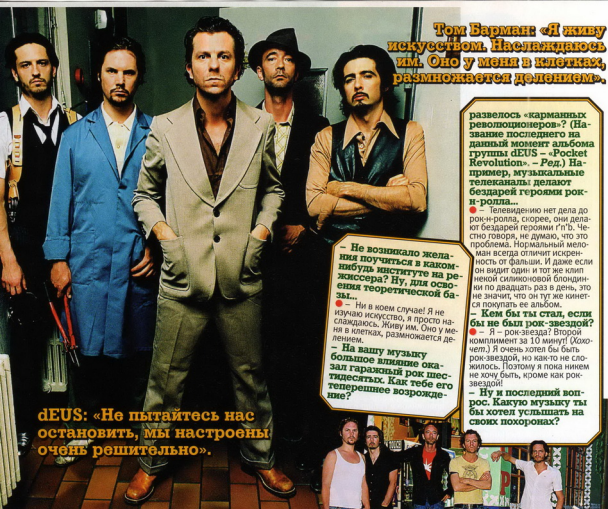 Том Барман: «Я живу
искусством. Наслаждаюсь
им. Оно у меня в клетках,
размножается делением».
– Не возникало жела-
ния поучиться в каком-
нибудь институте на ре-
жиссера? Ну, для осво-
ения теоретической ба-
зы...
– Ни в коем случае! Я не
изучаю искусство, я просто на-
слаждаюсь. Живу им. Оно у ме-
ня в клетках, размножается де-
лением.
– На вашу музыку
большое влияние ока-
зал гаражный рок шес-
тидесятых. Как тебе его
теперешнее возрожде-
ние?
развелось «карманных
революционеров»? (На-
звание последнего на
данный момент альбома
группы dEUS – «Pocket
Revolution». – Ред.) На-
пример, музыкальные
телеканалы делают
бездарей героями рок-
н-ролла...
– Телевидению нет дела до
рок-н-ролла, скорее, они дела-
ют бездарей героями r'n'b. Че-
стно говоря, не думаю, что это
проблема. Нормальный мело-
ман всегда отличит искрен-
ность от фальши. И даже если
он видит один и тот же клип
некой силиконовой блондин-
ки по двадцать раз в день, это
не значит, что он тут же кинет-
ся покупать ее альбом.
– Кем бы ты стал, если
бы не был рок-звездой?
– Я – рок-звезда? Второй
комплимент за 10 минут! (Хохо-
чет.) Я очень хотел бы быть
рок-звездой, но как-то не сло-
жилось. Поэтому я пока никем
не хочу быть, кроме как рок-
звездой!
– Ну и последний воп-
рос. Какую музыку ты
бы хотел услышать на
своих похоронах?
dEUS: «Не пытайтесь нас
остановить, мы настроены
очень решительно».